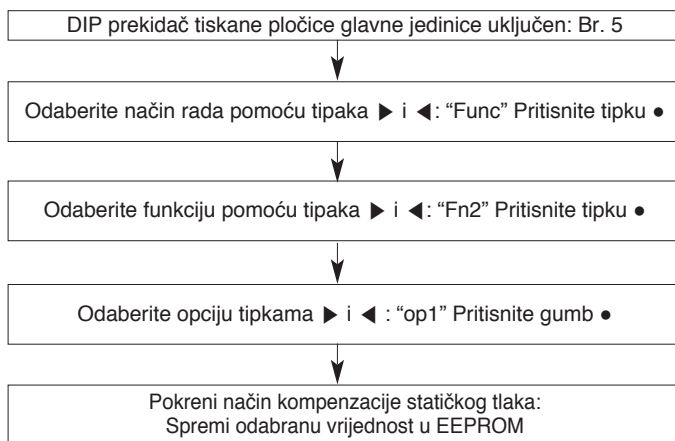 DIP prekidač tiskane pločice glavne jedinice uključen: Br. 5
Odaberite način rada pomoću tipaka ▶ i ◀: “Func” Pritisnite tipku ●
Odaberite funkciju pomoću tipaka ▶ i ◀: “Fn2” Pritisnite tipku ●
Odaberite opciju tipkama ▶ i ◀ : “op1” Pritisnite gumb ●
Pokreni način kompenzacije statičkog tlaka:
Spremi odabranu vrijednost u EEPROM